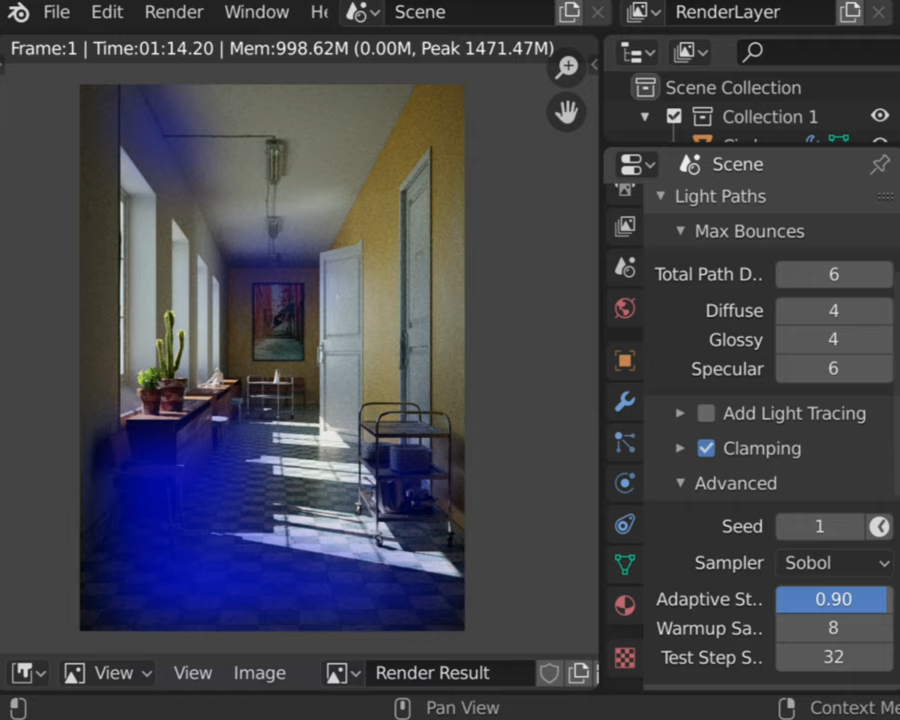 File Edit Render Window He Scene RenderLayer
Frame:1 | Time:01:14.20 | Mem:998.62M (0.00M, Peak 1471.47M)
Scene Collection
Collection 1
Scene
Light Paths
Max Bounces
Total Path D.. 6
Diffuse 4
Glossy 4
Specular 6
Add Light Tracing
Clamping
Advanced
Seed 1
Sampler Sobol
Adaptive St.. 0.90
Warmup Sa.. 8
Test Step S.. 32
View View Image Render Result
Pan View Context Me